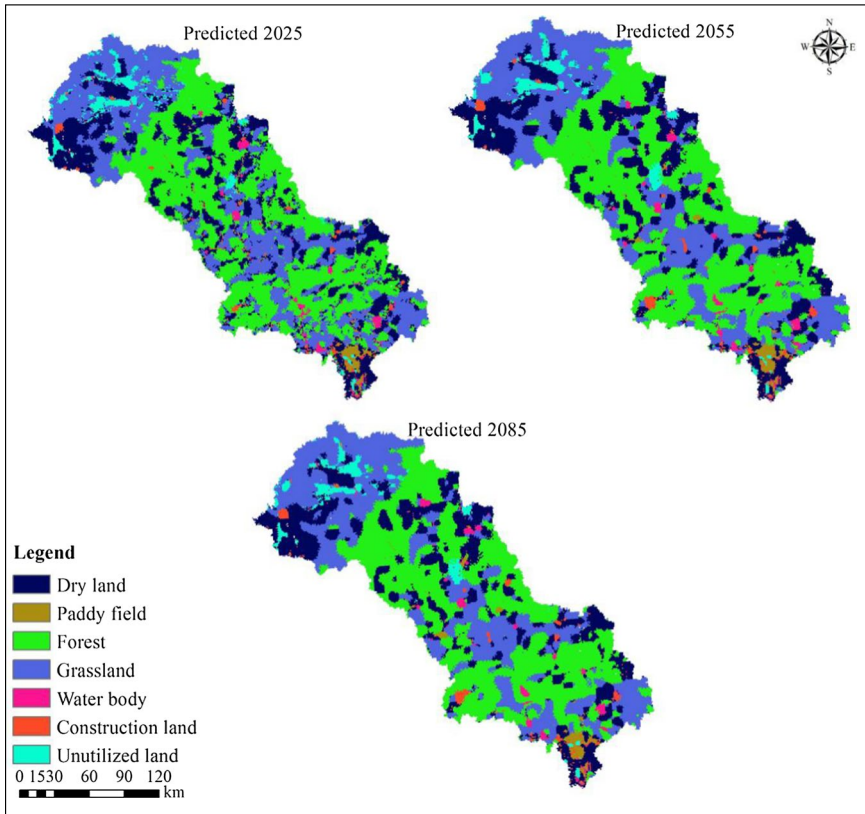 Predicted 2025
Predicted 2055
N
W E
S
Predicted 2085
Legend
Dry land
Paddy field
Forest
Grassland
Water body
Construction land
Unutilized land
0 1530 60 90 120
km